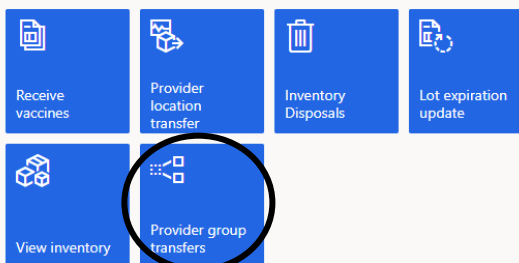 Receive
vaccines
Provider
location
transfer
Inventory
Disposals
Lot expiration
update
View inventory
Provider group
transfers